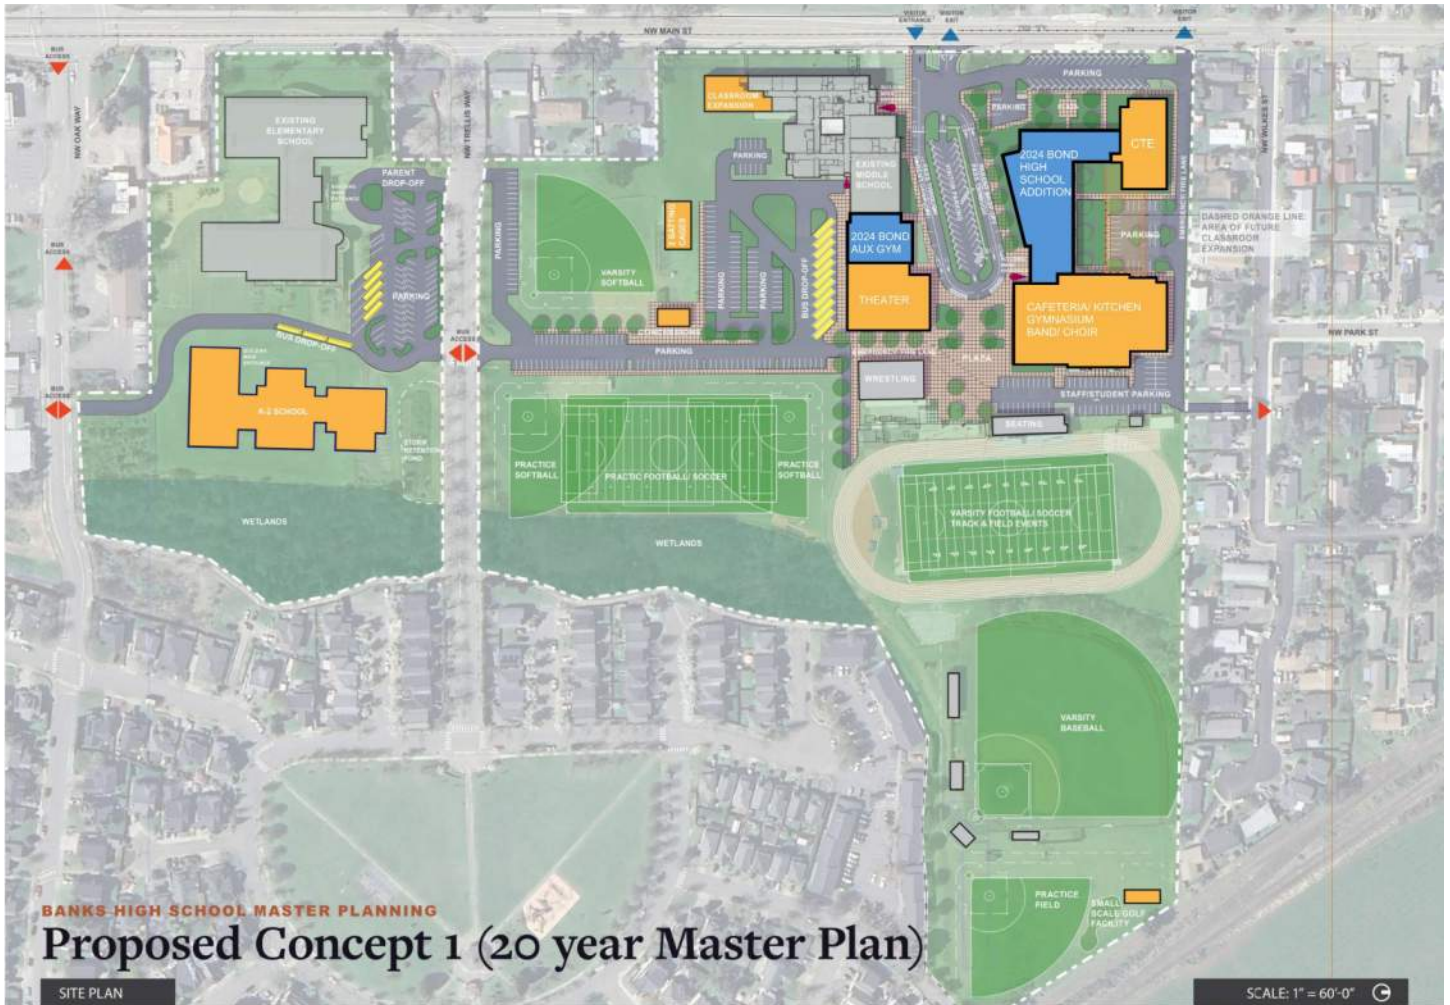 VISITOR
ENTRANCE
VISITOR
EXIT
VISITOR
EXIT
NW MAIN ST
BUS
ACCESS
NW OAK WAY
EXISTING
ELEMENTARY
SCHOOL
NW TRELLIS WAY
PARENT
DROP-OFF
PARKING
BUS DROP-OFF
BUS
ACCESS
BUS
ACCESS
BUS
ACCESS
K-2 SCHOOL
STORM
RETENTION
POND
WETLANDS
CLASSROOM
EXPANSION
PARKING
EXISTING
MIDDLE
SCHOOL
2 BATTING
CAGES
PARKING
VARSITY
SOFTBALL
CONCESSIONS
PARKING
PARKING
BUS DROP-OFF
PARKING
2024 BOND
AUX GYM
THEATER
WRESTLING
PLAZA
PARKING
PARKING
2024 BOND
HIGH
SCHOOL
ADDITION
CTE
PARKING
EMERGENCY FIRE LANE
NW WILKES ST
DASHED ORANGE LINE:
AREA OF FUTURE
CLASSROOM
EXPANSION
CAFETERIA/ KITCHEN
GYMNASIUM
BAND/ CHOIR
NW PARK ST
STAFF/STUDENT PARKING
SEATING
PRACTICE
SOFTBALL
PRACTIC FOOTBALL/ SOCCER
PRACTICE
SOFTBALL
WETLANDS
VARSITY FOOTBALL/ SOCCER
TRACK & FIELD EVENTS
VARSITY
BASEBALL
PRACTICE
FIELD
SMALL
SCALE GOLF
FACILITY
BANKS HIGH SCHOOL MASTER PLANNING
Proposed Concept 1 (20 year Master Plan)
SITE PLAN
SCALE: 1" = 60'-0"